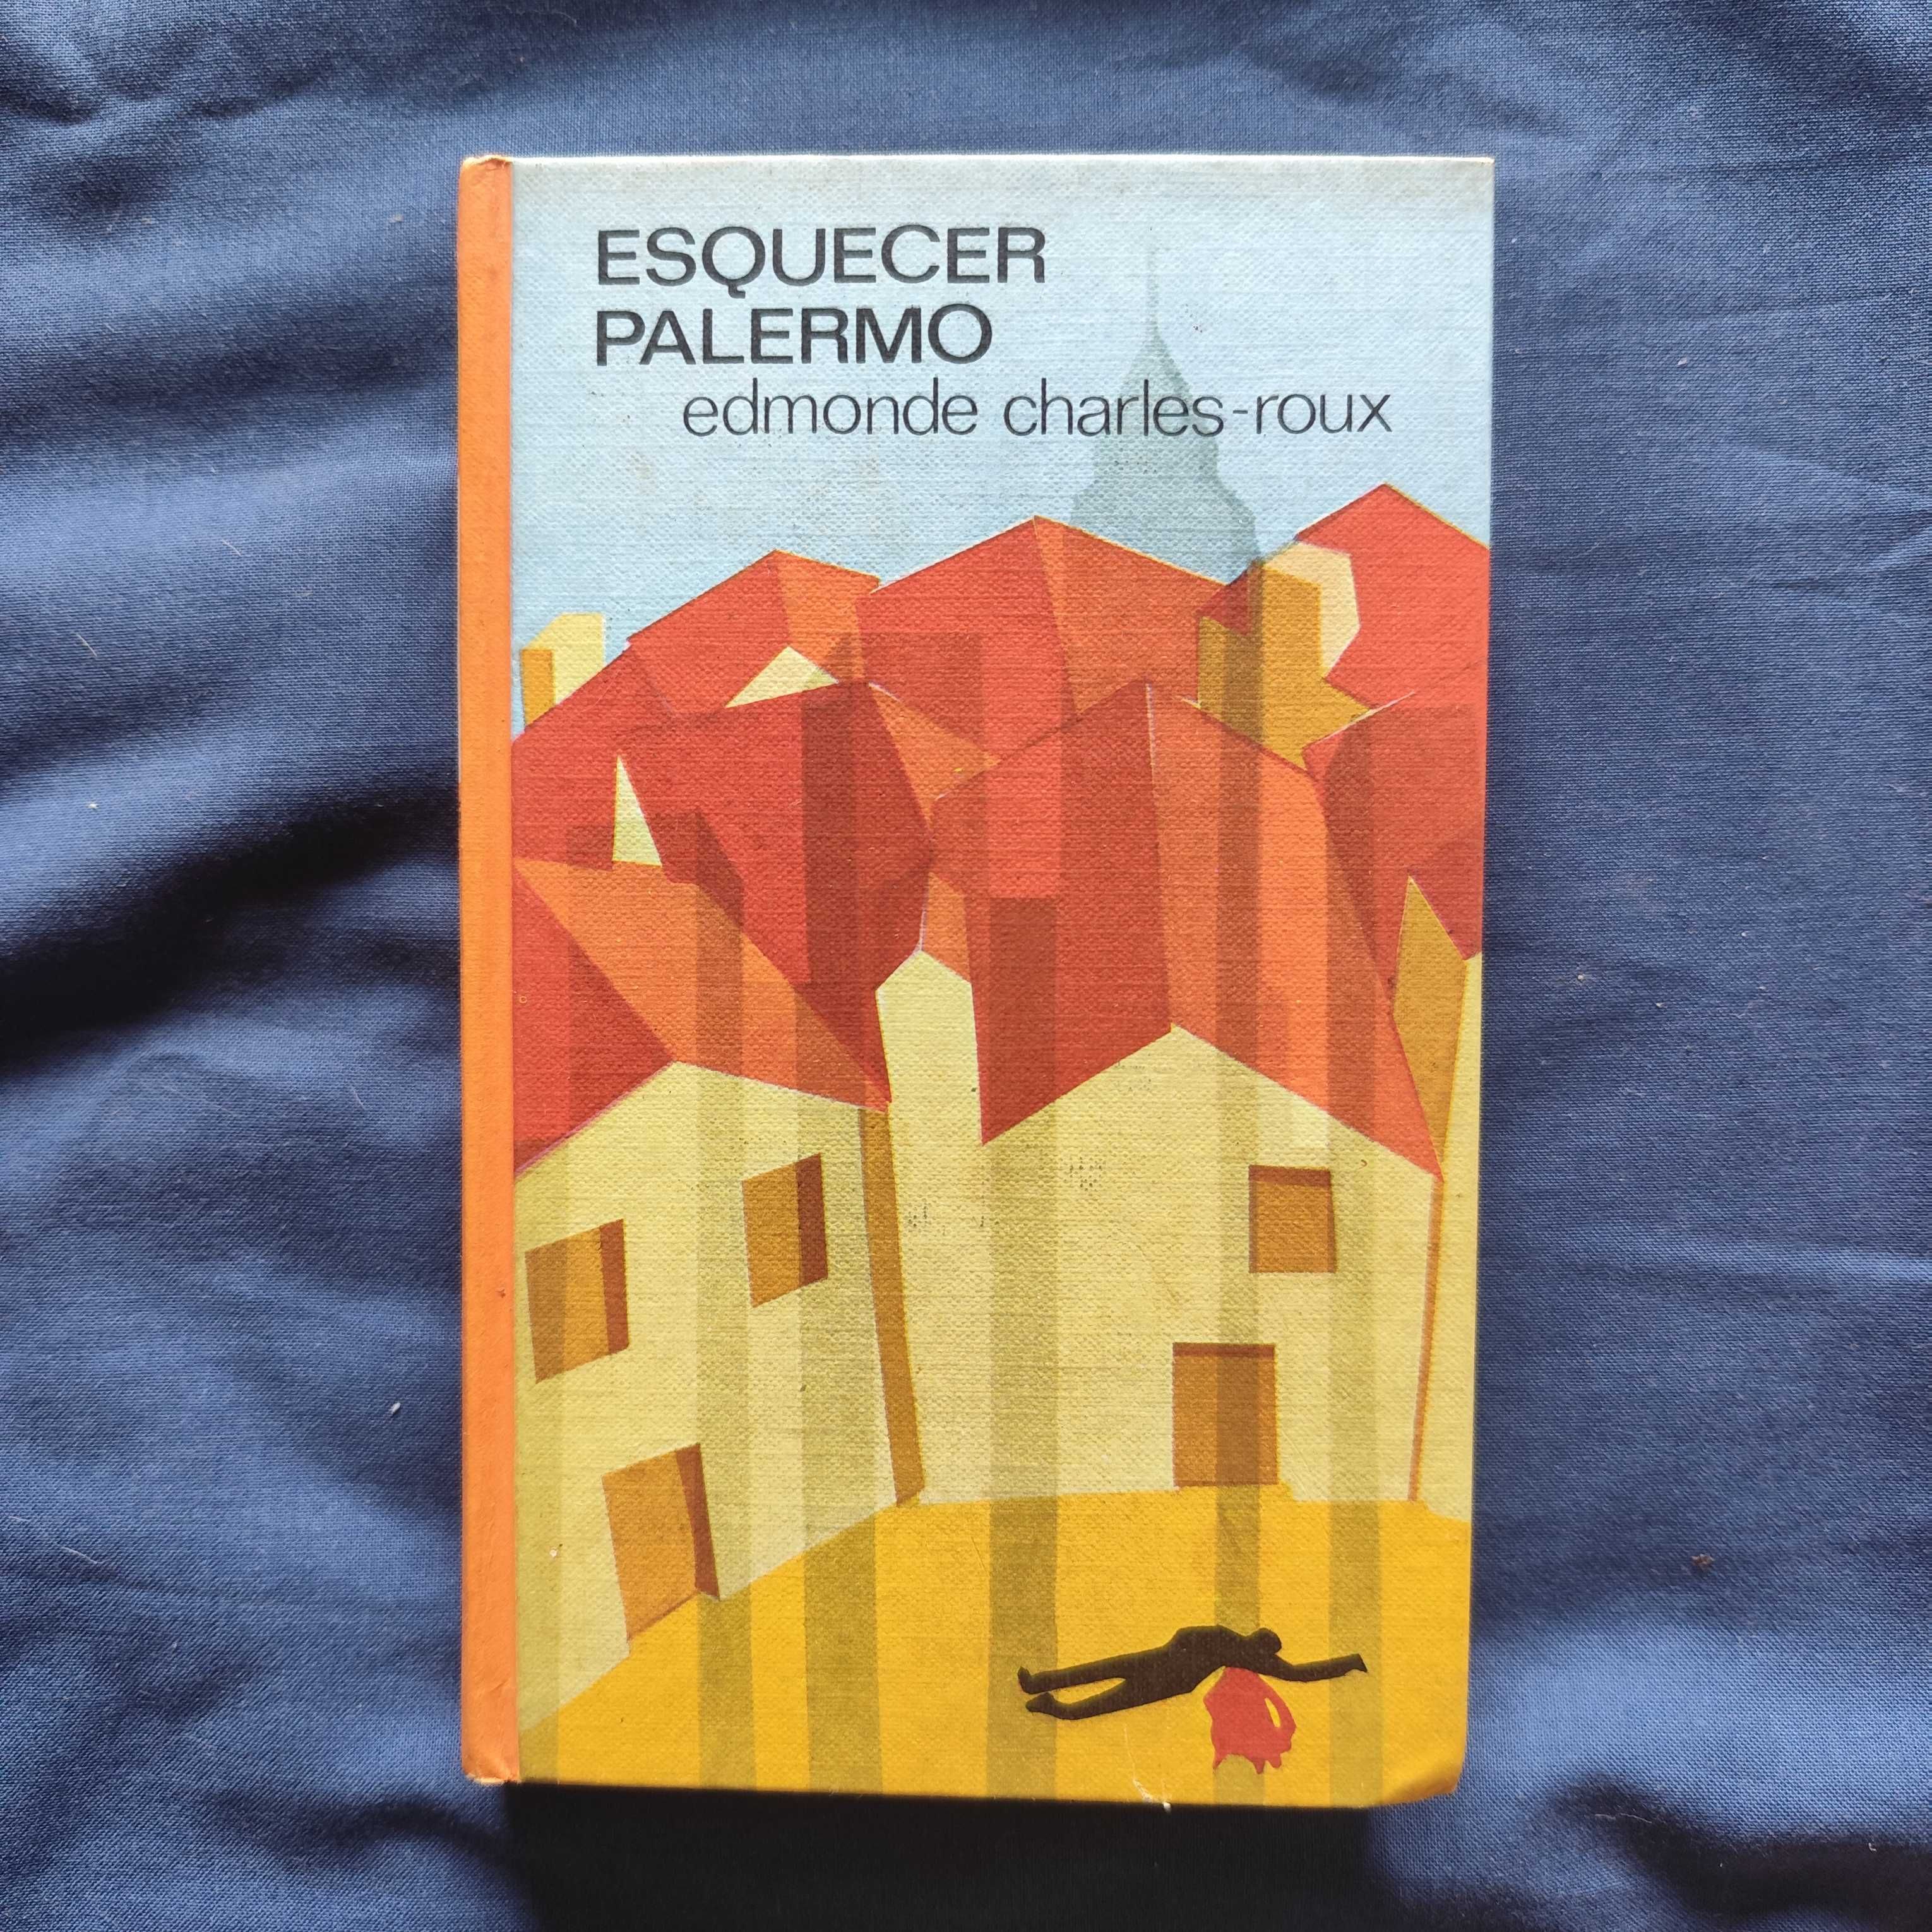 ESQUECER
PALERMO
edmonde charles-roux